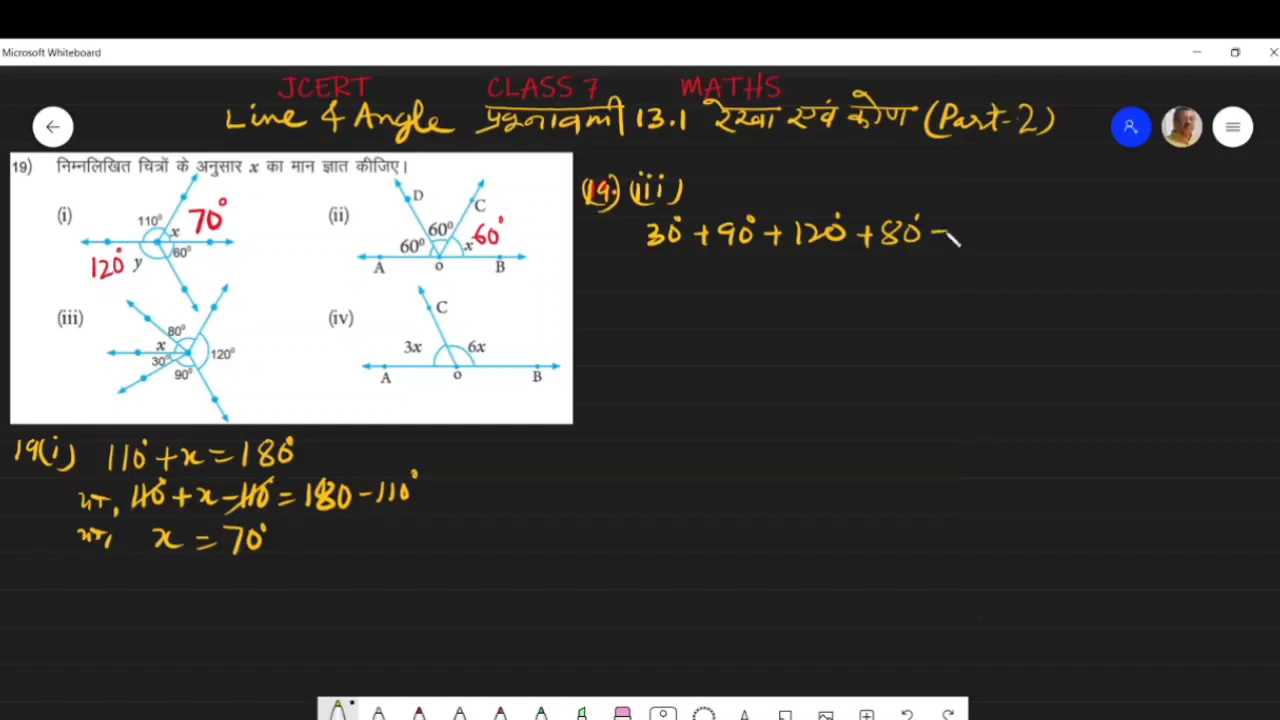 Microsoft Whiteboard
JCERT CLASS 7 MATHS
Line & Angle प्रश्नावली 13.1 रेखा एवं कोण (Part-2)
19) निम्नलिखित चित्रों के अनुसार x का मान ज्ञात कीजिए।
(i) 110° x 70° 120° y 60°
(ii) D C 60° 60° x 60° A o B
(iii) 80° x 30° 120° 90°
(iv) C 3x 6x A o B
(19.) (iii)
30° + 90° + 120° + 80° -
19(i) 110° + x = 180°
या, 110° + x - 110° = 180 - 110°
या, x = 70°